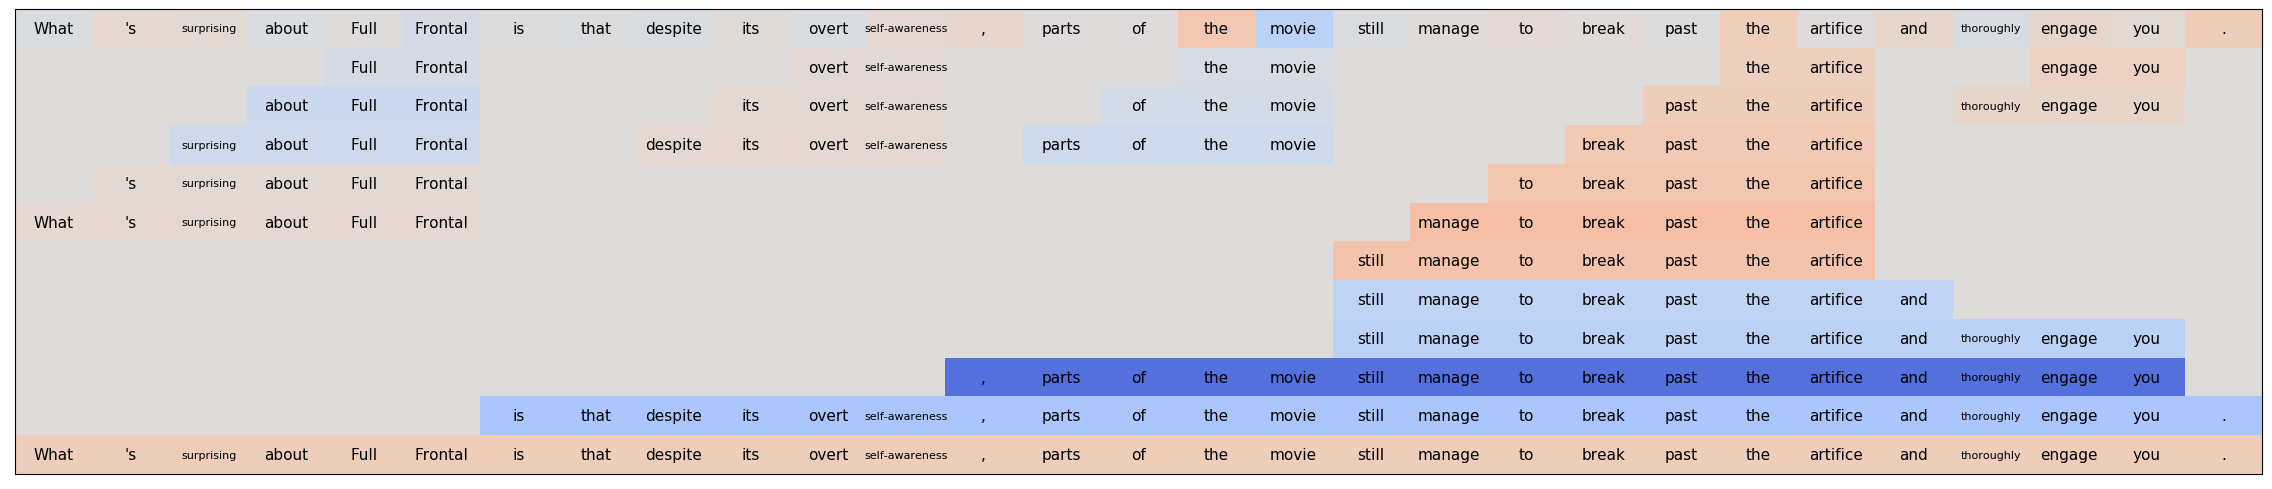 What 's surprising about Full Frontal is that despite its overt self-awareness , parts of the movie still manage to break past the artifice and thoroughly engage you .
Full Frontal overt self-awareness the movie the artifice engage you
about Full Frontal its overt self-awareness of the movie past the artifice thoroughly engage you
surprising about Full Frontal despite its overt self-awareness parts of the movie break past the artifice
's surprising about Full Frontal to break past the artifice
What 's surprising about Full Frontal manage to break past the artifice
still manage to break past the artifice
still manage to break past the artifice and
still manage to break past the artifice and thoroughly engage you
, parts of the movie still manage to break past the artifice and thoroughly engage you
is that despite its overt self-awareness , parts of the movie still manage to break past the artifice and thoroughly engage you .
What 's surprising about Full Frontal is that despite its overt self-awareness , parts of the movie still manage to break past the artifice and thoroughly engage you .